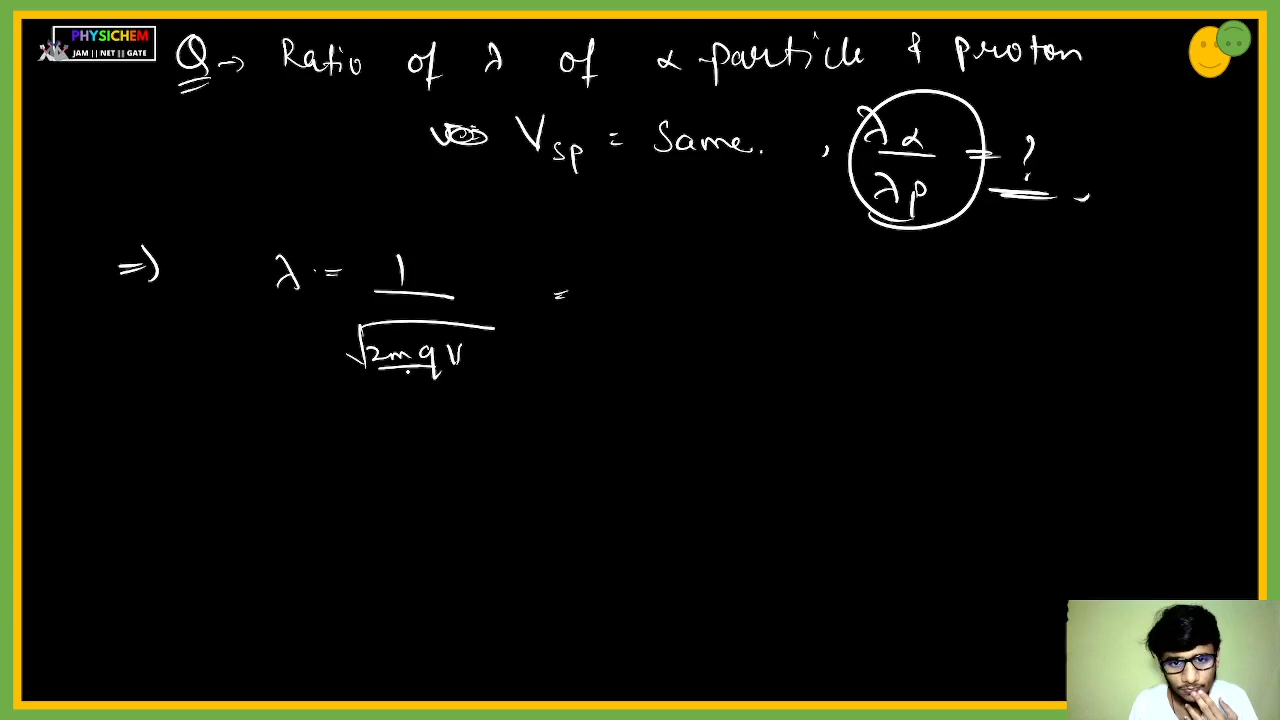 PHYSICHEM
JAM || NET || GATE
Q → Ratio of λ of α-particle & proton
V_sp = Same. , λα/λp = ?
⇒ λ = 1/√(2mqV) =